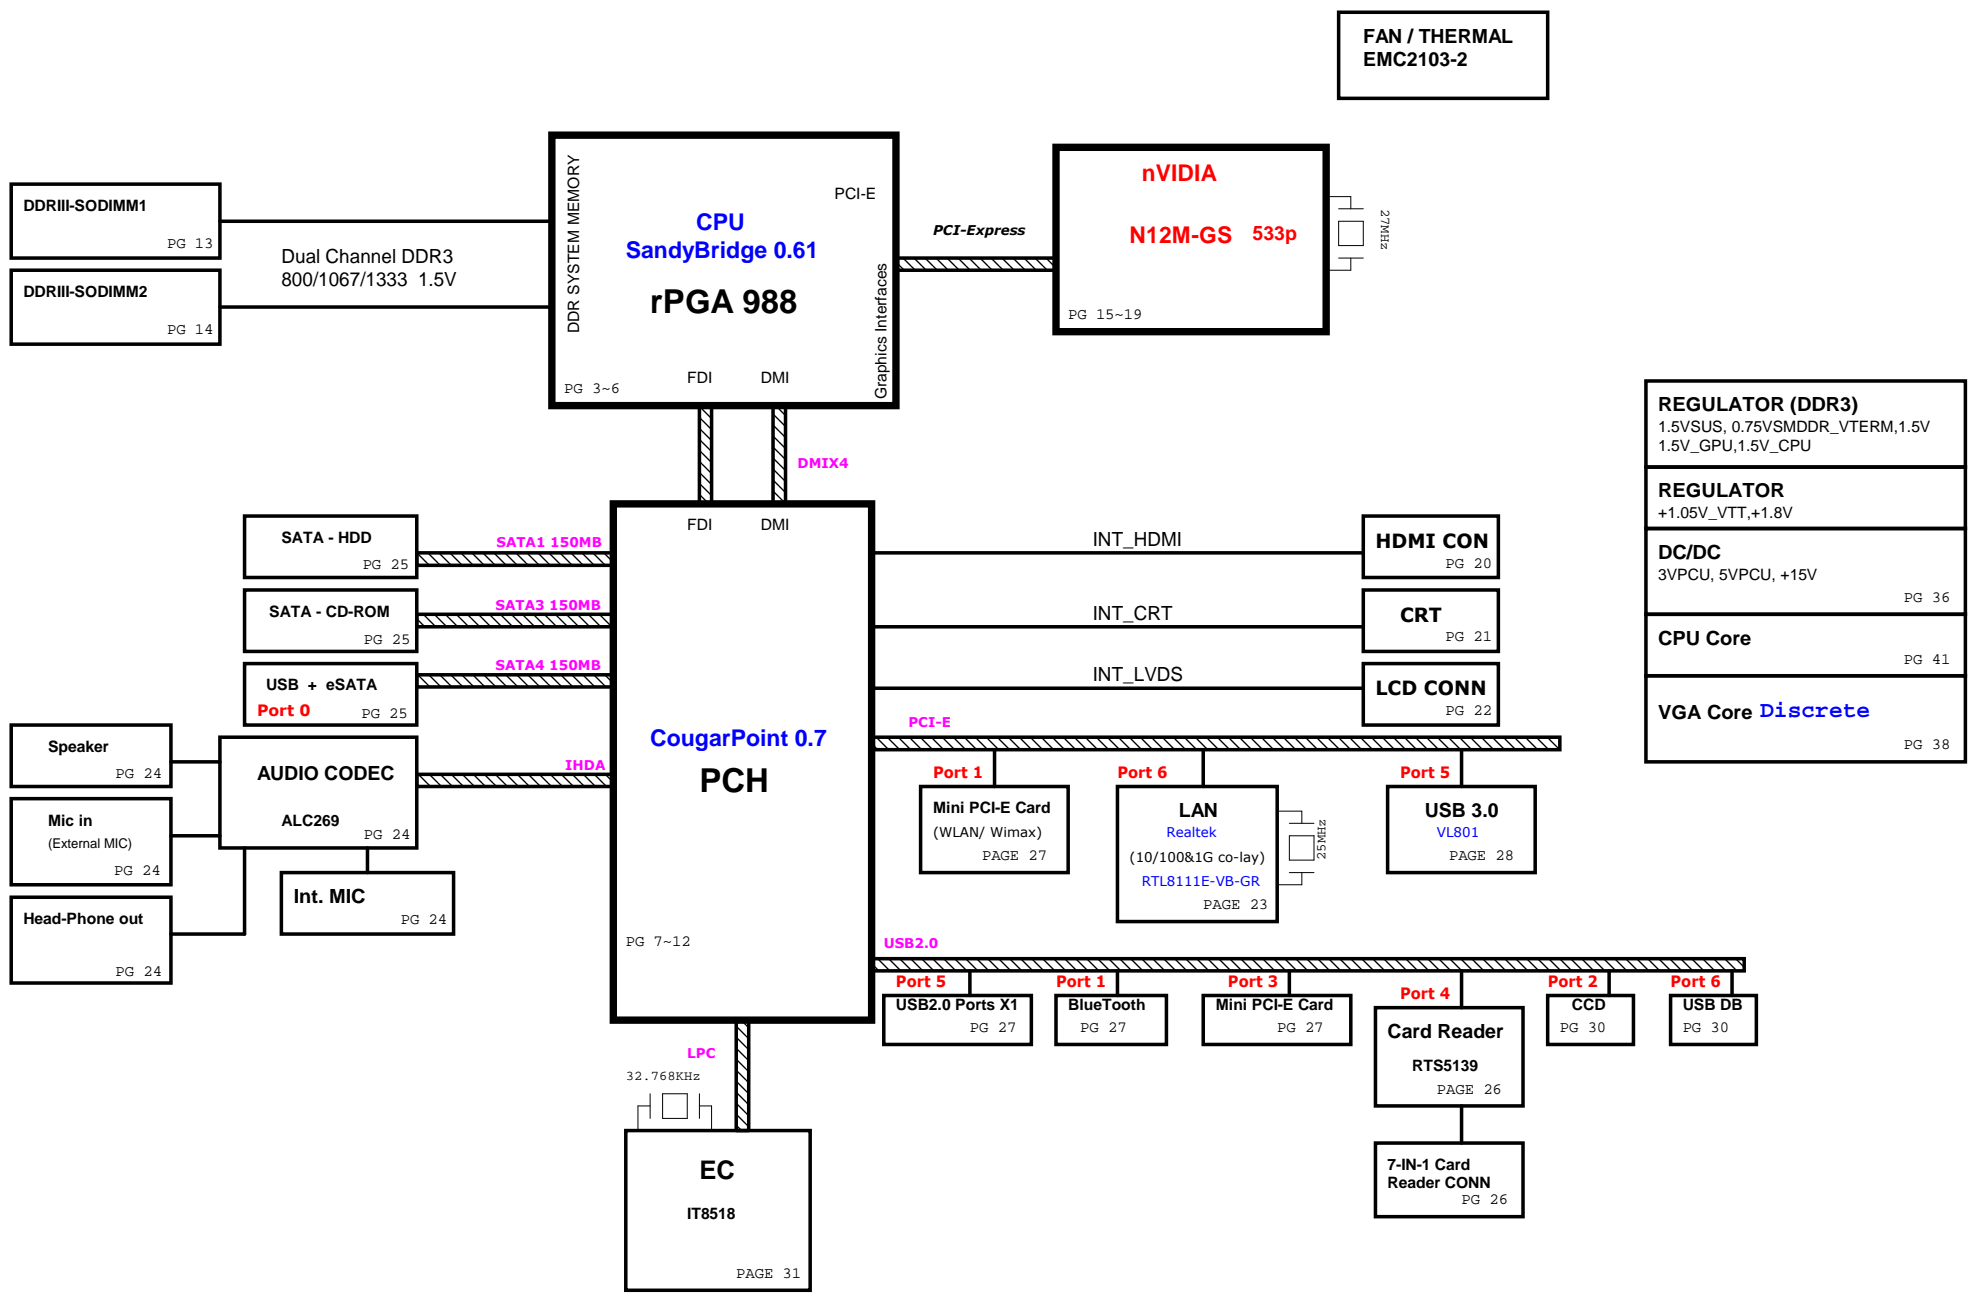 FAN / THERMAL
EMC2103-2
DDRIII-SODIMM1
PG 13
DDRIII-SODIMM2
PG 14
Dual Channel DDR3
800/1067/1333  1.5V
DDR SYSTEM MEMORY
PCI-E
CPU
SandyBridge 0.61
rPGA 988
Graphics Interfaces
PG 3~6
FDI
DMI
PCI-Express
nVIDIA
N12M-GS 533p
PG 15~19
27MHz
DMIX4
REGULATOR (DDR3)
1.5VSUS, 0.75VSMDDR_VTERM,1.5V
1.5V_GPU,1.5V_CPU
REGULATOR
+1.05V_VTT,+1.8V
DC/DC
3VPCU, 5VPCU, +15V
PG 36
CPU Core
PG 41
VGA Core Discrete
PG 38
SATA - HDD
PG 25
SATA1 150MB
SATA - CD-ROM
PG 25
SATA3 150MB
USB + eSATA
Port 0
PG 25
SATA4 150MB
FDI
DMI
CougarPoint 0.7
PCH
PG 7~12
INT_HDMI
HDMI CON
PG 20
INT_CRT
CRT
PG 21
INT_LVDS
LCD CONN
PG 22
Speaker
PG 24
Mic in
(External MIC)
PG 24
Head-Phone out
PG 24
AUDIO CODEC
ALC269
PG 24
IHDA
Int. MIC
PG 24
PCI-E
Port 1
Mini PCI-E Card
(WLAN/ Wimax)
PAGE 27
Port 6
LAN
Realtek
(10/100&1G co-lay)
RTL8111E-VB-GR
PAGE 23
25MHz
Port 5
USB 3.0
VL801
PAGE 28
USB2.0
Port 5
USB2.0 Ports X1
PG 27
Port 1
BlueTooth
PG 27
Port 3
Mini PCI-E Card
PG 27
Port 4
Card Reader
RTS5139
PAGE 26
Port 2
CCD
PG 30
Port 6
USB DB
PG 30
7-IN-1 Card
Reader CONN
PG 26
LPC
32.768KHz
EC
IT8518
PAGE 31